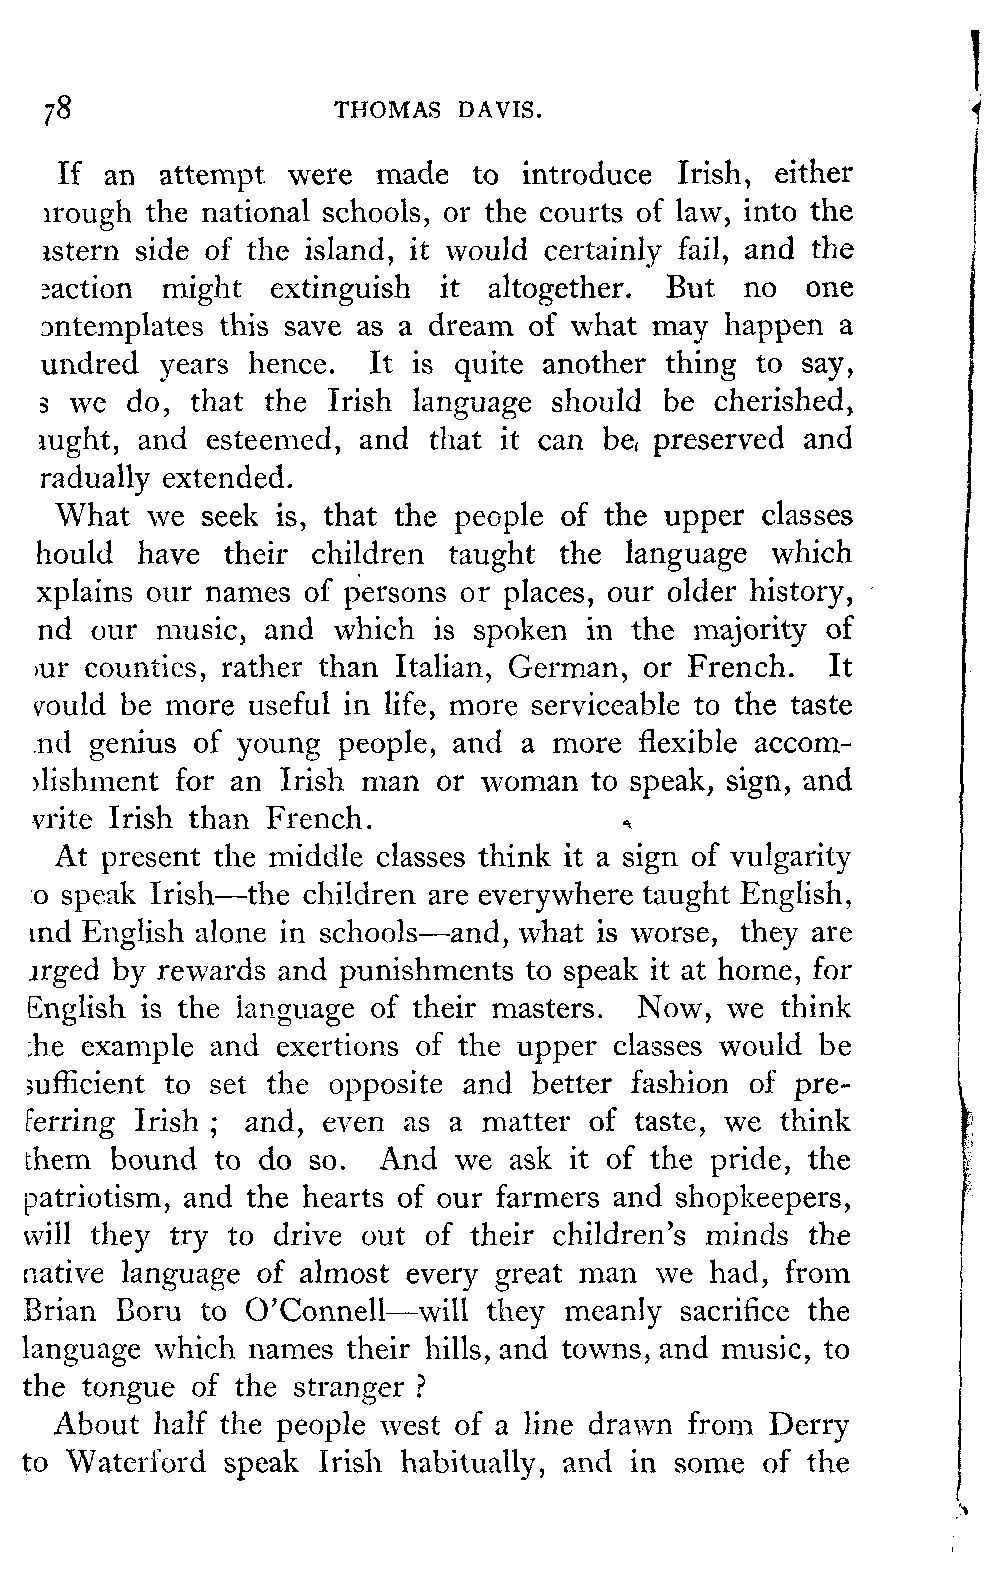 78 THOMAS DAVIS.
If an attempt were made to introduce Irish, either
rough the national schools, or the courts of law, into the
stern side of the island, it would certainly fail, and the
eaction might extinguish it altogether. But no one
ontemplates this save as a dream of what may happen a
undred years hence. It is quite another thing to say,
s we do, that the Irish language should be cherished,
aught, and esteemed, and that it can be preserved and
radually extended.
What we seek is, that the people of the upper classes
hould have their children taught the language which
xplains our names of persons or places, our older history,
nd our music, and which is spoken in the majority of
ur counties, rather than Italian, German, or French. It
would be more useful in life, more serviceable to the taste
nd genius of young people, and a more flexible accom-
plishment for an Irish man or woman to speak, sign, and
write Irish than French.
At present the middle classes think it a sign of vulgarity
to speak Irish—the children are everywhere taught English,
and English alone in schools—and, what is worse, they are
urged by rewards and punishments to speak it at home, for
English is the language of their masters. Now, we think
the example and exertions of the upper classes would be
sufficient to set the opposite and better fashion of pre-
ferring Irish ; and, even as a matter of taste, we think
them bound to do so. And we ask it of the pride, the
patriotism, and the hearts of our farmers and shopkeepers,
will they try to drive out of their children's minds the
native language of almost every great man we had, from
Brian Boru to O'Connell—will they meanly sacrifice the
language which names their hills, and towns, and music, to
the tongue of the stranger ?
About half the people west of a line drawn from Derry
to Waterford speak Irish habitually, and in some of the